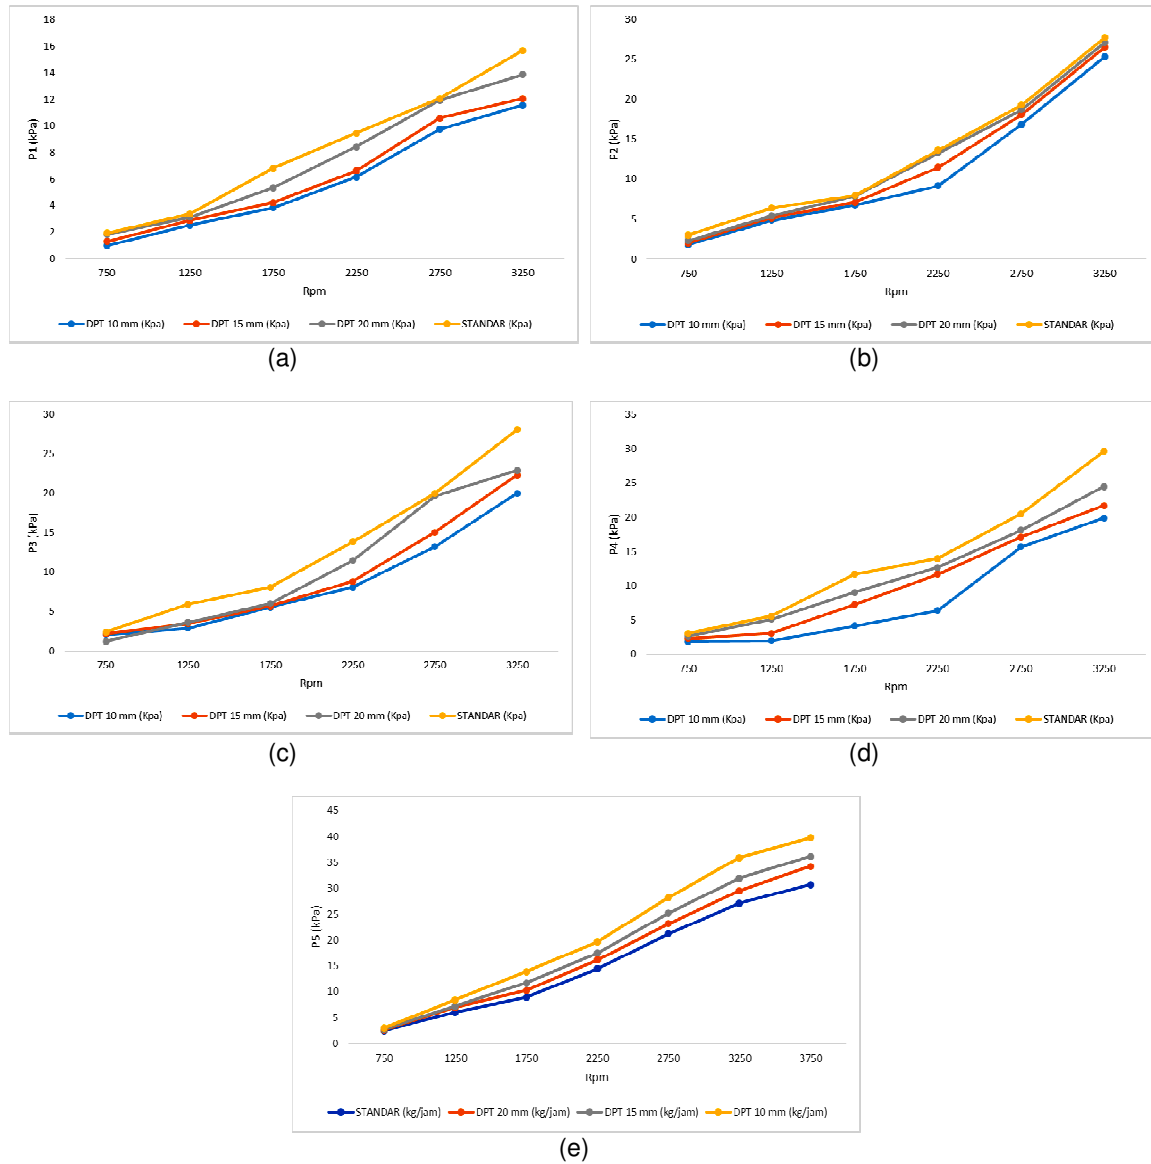 18
16
14
12
10
8
6
4
2
0
P1 (kPa)
750 1250 1750 2250 2750 3250
Rpm
DPT 10 mm (Kpa) DPT 15 mm (Kpa) DPT 20 mm (Kpa) STANDAR (Kpa)
(a)
30
25
20
15
10
5
0
P2 (kPa)
750 1250 1750 2250 2750 3250
Rpm
DPT 10 mm (Kpa) DPT 15 mm (Kpa) DPT 20 mm (Kpa) STANDAR (Kpa)
(b)
30
25
20
15
10
5
0
P3 (kPa)
750 1250 1750 2250 2750 3250
Rpm
DPT 10 mm (Kpa) DPT 15 mm (Kpa) DPT 20 mm (Kpa) STANDAR (Kpa)
(c)
35
30
25
20
15
10
5
0
P4 (kPa)
750 1250 1750 2250 2750 3250
Rpm
DPT 10 mm (Kpa) DPT 15 mm (Kpa) DPT 20 mm (Kpa) STANDAR (Kpa)
(d)
45
40
35
30
25
20
15
10
5
0
P5 (kPa)
750 1250 1750 2250 2750 3250 3750
Rpm
STANDAR (kg/jam) DPT 20 mm (kg/jam) DPT 15 mm (kg/jam) DPT 10 mm (kg/jam)
(e)